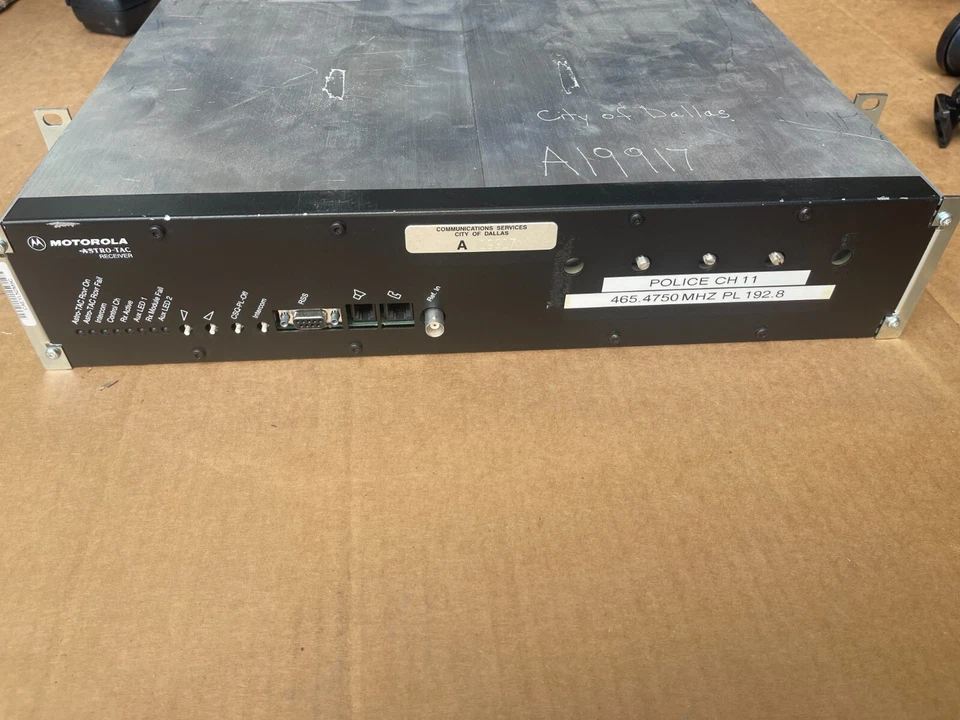 City of Dallas
A19917
MOTOROLA
ASTRO-TAC
RECEIVER
COMMUNICATIONS SERVICES
CITY OF DALLAS
A
POLICE CH 11
465.4750 MHZ PL 192.8
Astro-TAC Rcvr On
Astro-TAC Rcvr Fail
Intercom
Control Ch
Rx Active
Aux LED 1
Rx Module Fail
Aux LED 2
CSQ-PL-Off
Intercom
RSS
Ref. In